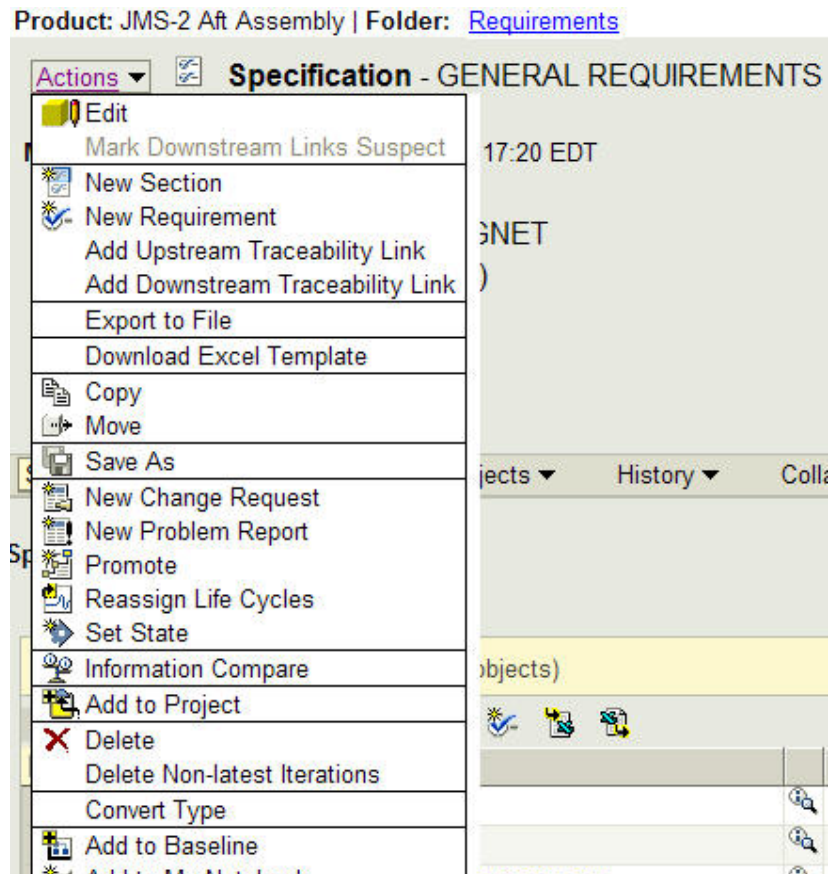 Product: JMS-2 Aft Assembly | Folder: Requirements
Actions Specification - GENERAL REQUIREMENTS
Edit
Mark Downstream Links Suspect 17:20 EDT
New Section
New Requirement
GNET
Add Upstream Traceability Link
Add Downstream Traceability Link )
Export to File
Download Excel Template
Copy
Move
Save As
jects History Colla
New Change Request
New Problem Report
Sp
Promote
Reassign Life Cycles
Set State
Information Compare objects)
Add to Project
Delete
Delete Non-latest Iterations
Convert Type
Add to Baseline